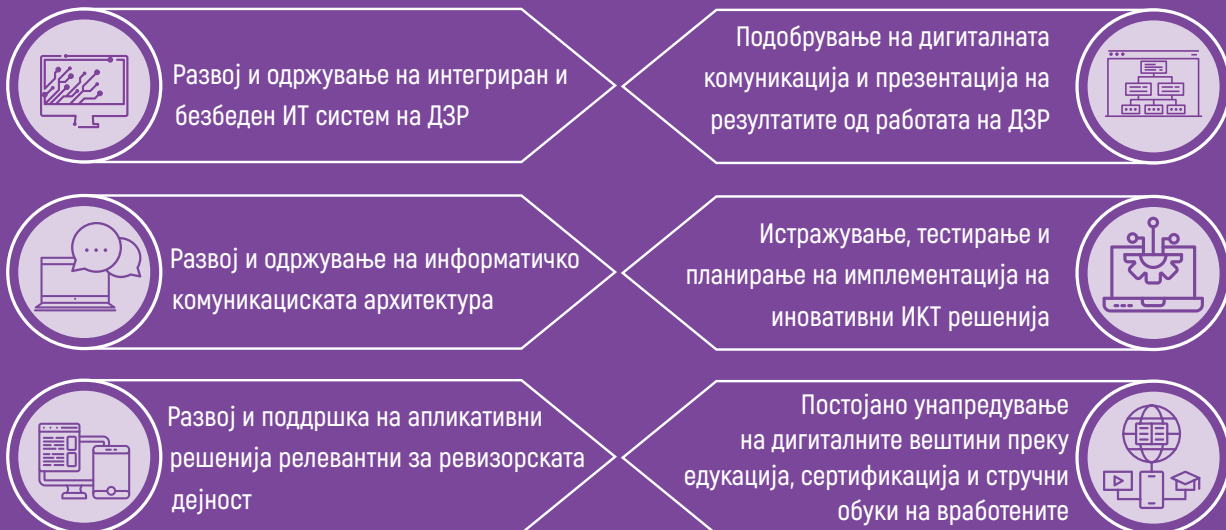 Развој и одржување на интегриран и
безбеден ИТ систем на ДЗР
Подобрување на дигиталната
комуникација и презентација на
резултатите од работата на ДЗР
Развој и одржување на информатичко
комуникациската архитектура
Истражување, тестирање и
планирање на имплементација на
иновативни ИКТ решенија
Развој и поддршка на апликативни
решенија релевантни за ревизорската
дејност
Постојано унапредување
на дигиталните вештини преку
едукација, сертификација и стручни
обуки на вработените